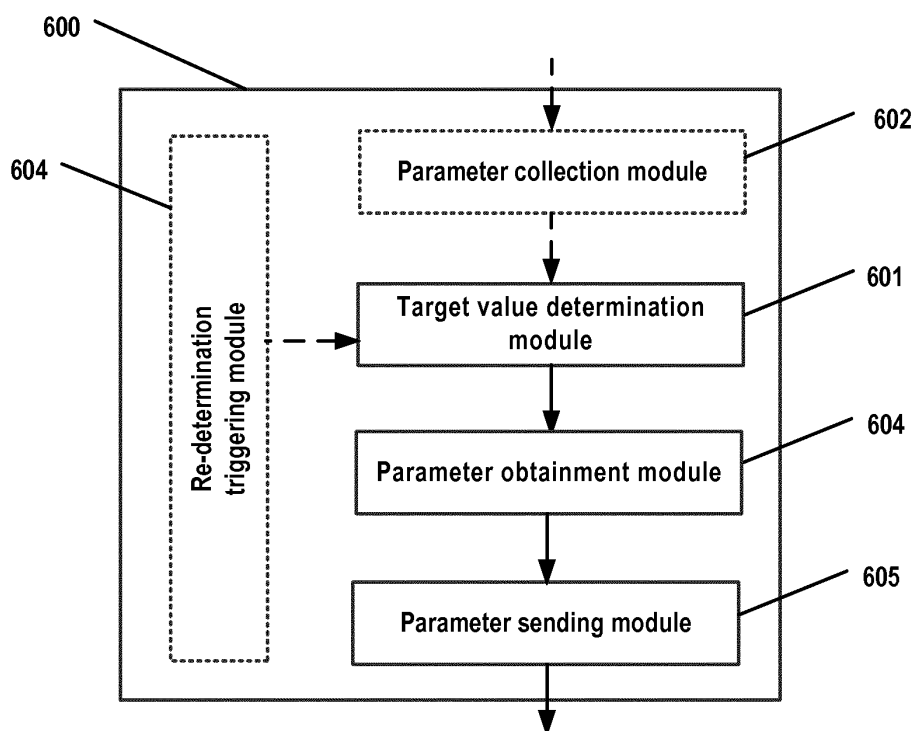 600
602
Parameter collection module
604
601
Target value determination
module
Re-determination
triggering module
604
Parameter obtainment module
605
Parameter sending module